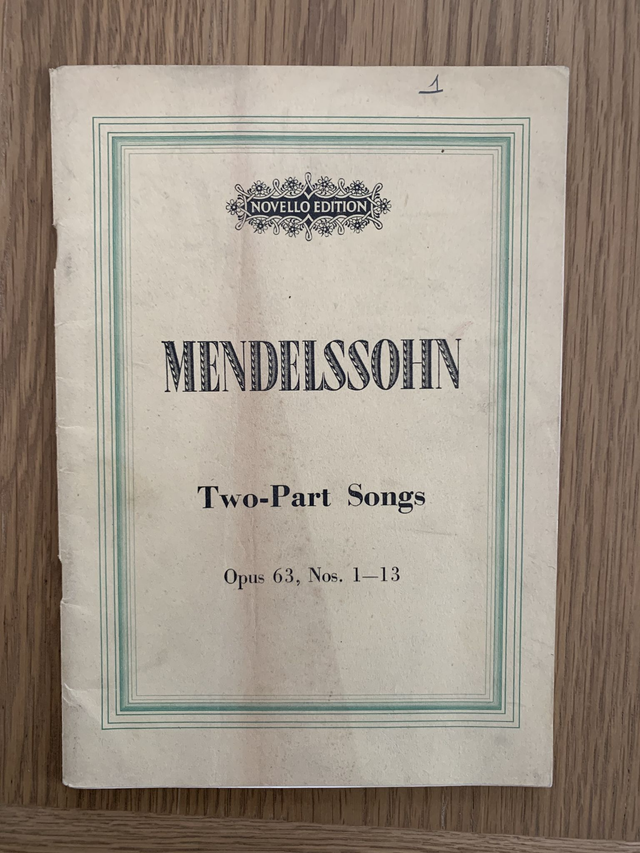 1
NOVELLO EDITION
MENDELSSOHN
Two-Part Songs
Opus 63, Nos. 1—13